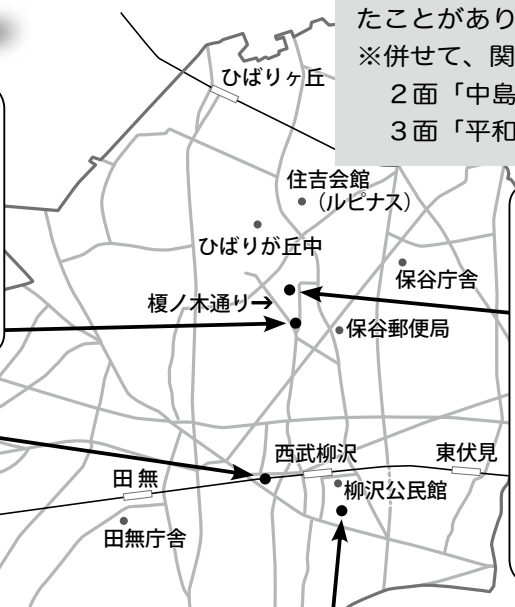 たことがあり
※併せて、関
2面「中島
3面「平和
ひばりヶ丘
住吉会館
（ルピナス）
ひばりが丘中
保谷庁舎
榎ノ木通り→
保谷郵便局
西武柳沢
東伏見
田無
柳沢公民館
田無庁舎